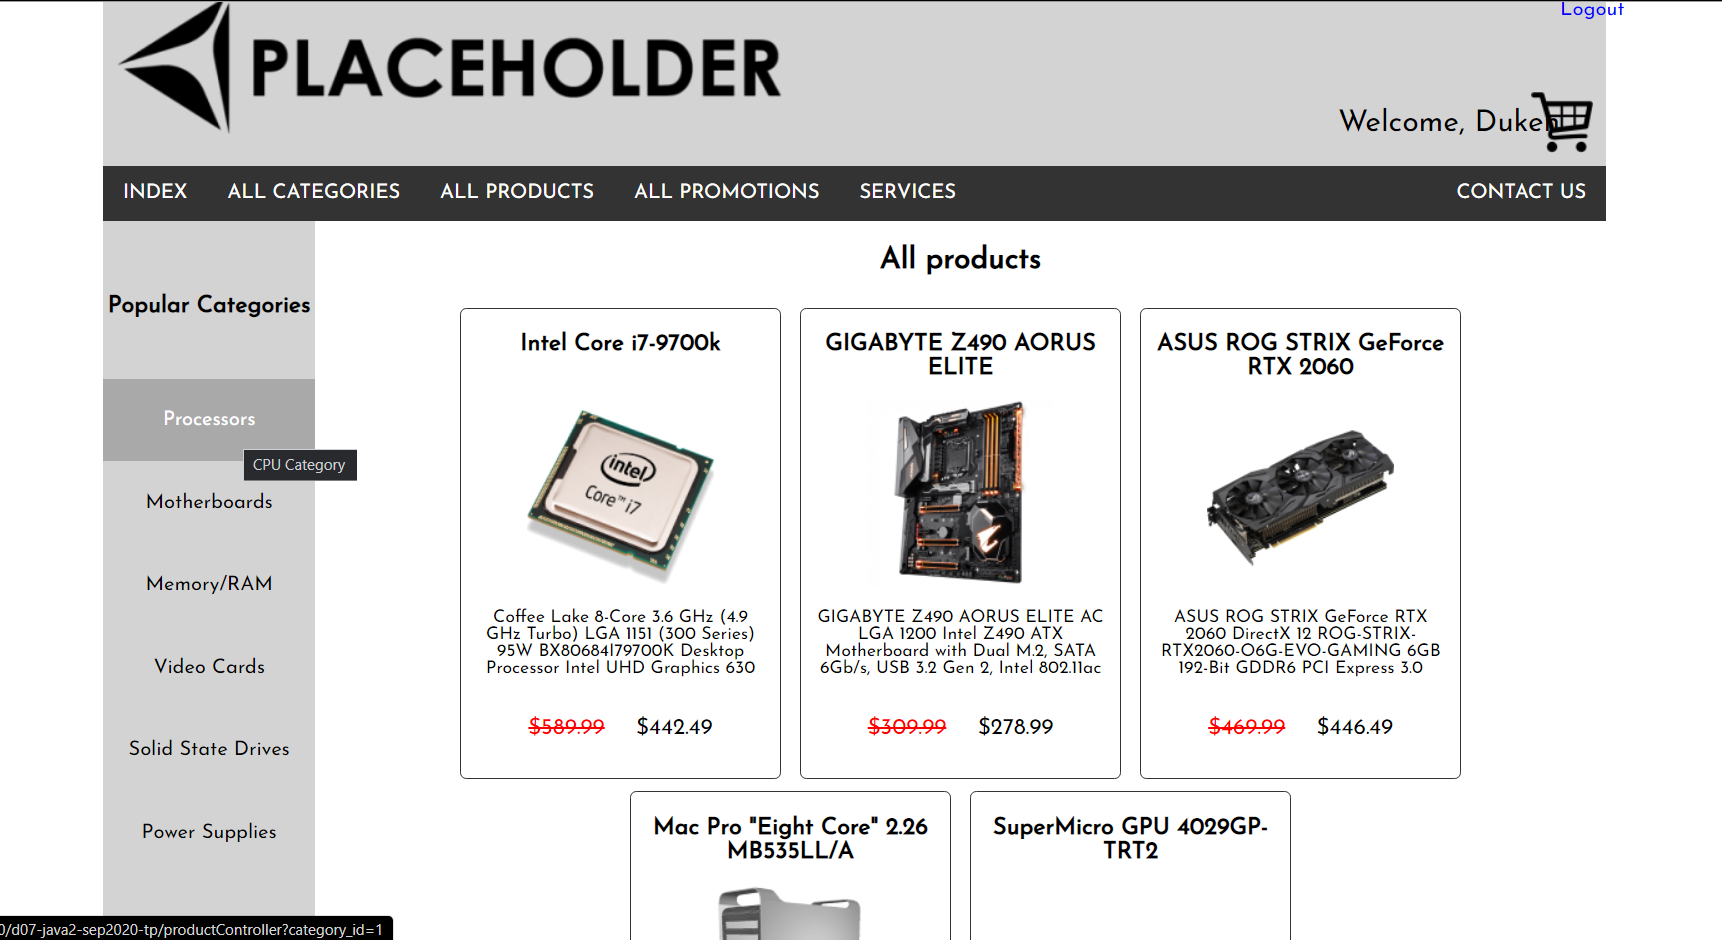 Logout
PLACEHOLDER
Welcome, Duken
INDEX ALL CATEGORIES ALL PRODUCTS ALL PROMOTIONS SERVICES CONTACT US
Popular Categories
Processors
CPU Category
Motherboards
Memory/RAM
Video Cards
Solid State Drives
Power Supplies
All products
Intel Core i7-9700k
intel
Core™ i7
Coffee Lake 8-Core 3.6 GHz (4.9
GHz Turbo) LGA 1151 (300 Series)
95W BX80684I79700K Desktop
Processor Intel UHD Graphics 630
$589.99 $442.49
GIGABYTE Z490 AORUS
ELITE
GIGABYTE Z490 AORUS ELITE AC
LGA 1200 Intel Z490 ATX
Motherboard with Dual M.2, SATA
6Gb/s, USB 3.2 Gen 2, Intel 802.11ac
$309.99 $278.99
ASUS ROG STRIX GeForce
RTX 2060
ASUS ROG STRIX GeForce RTX
2060 DirectX 12 ROG-STRIX-
RTX2060-O6G-EVO-GAMING 6GB
192-Bit GDDR6 PCI Express 3.0
$469.99 $446.49
Mac Pro "Eight Core" 2.26
MB535LL/A
SuperMicro GPU 4029GP-
TRT2
0/d07-java2-sep2020-tp/productController?category_id=1